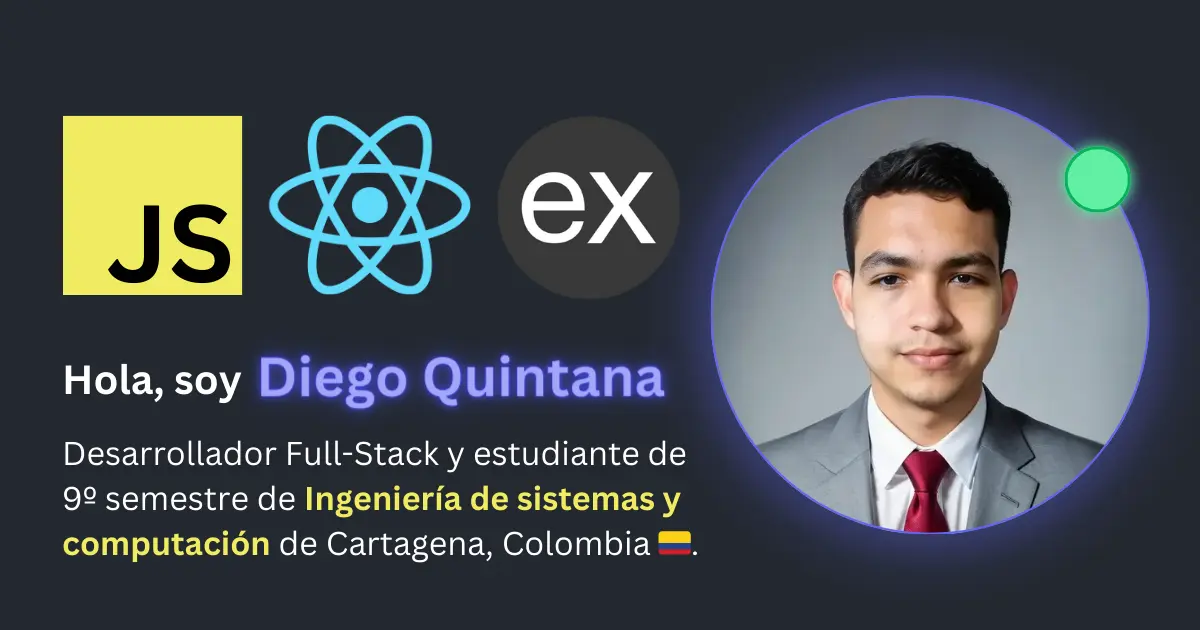 JS
ex
Hola, soy Diego Quintana
Desarrollador Full-Stack y estudiante de
9º semestre de Ingeniería de sistemas y
computación de Cartagena, Colombia 🇨🇴.